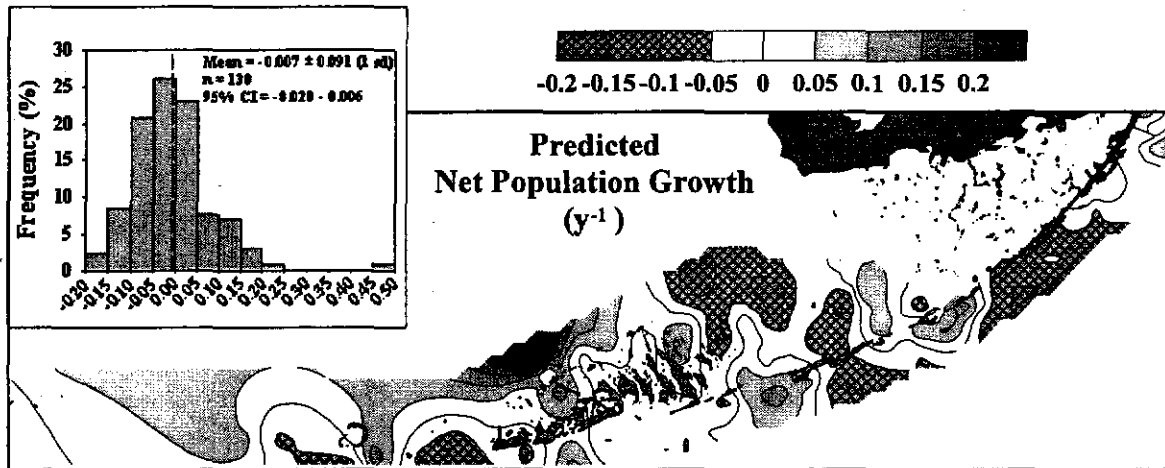 Mean = -0.007 ± 0.091 (1 sd)
n = 130
95% CI = -0.020 - 0.006
Frequency (%)
30
25
20
15
10
5
0
-0.20 -0.15 -0.10 -0.05 0.00 0.05 0.10 0.15 0.20 0.25 0.30 0.35 0.40 0.45 0.50
-0.2 -0.15 -0.1 -0.05 0 0.05 0.1 0.15 0.2
Predicted
Net Population Growth
(y⁻¹)